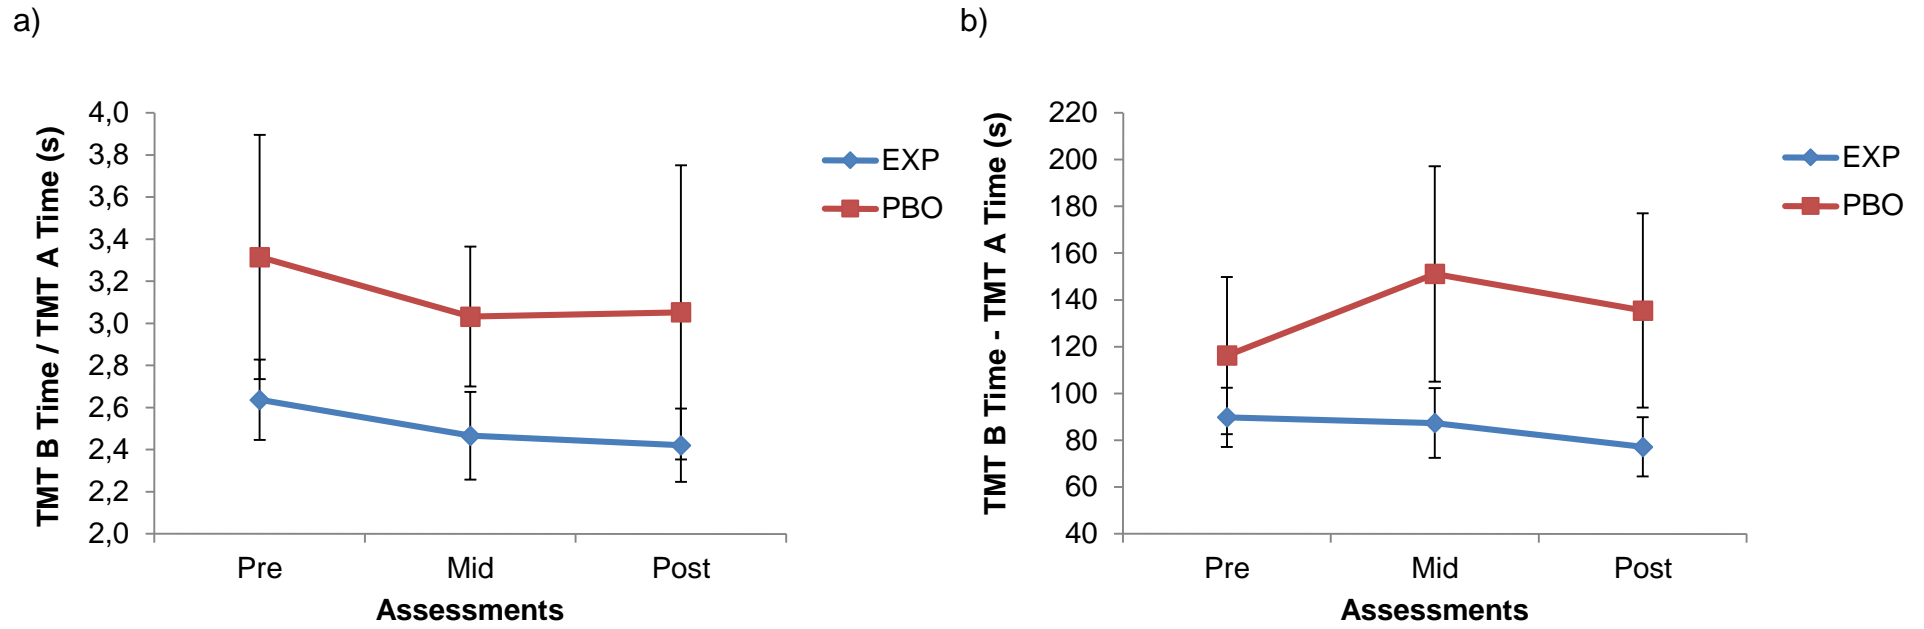 a)
TMT B Time / TMT A Time (s)
4,0
3,8
3,6
3,4
3,2
3,0
2,8
2,6
2,4
2,2
2,0
Pre Mid Post
Assessments
EXP
PBO
b)
TMT B Time - TMT A Time (s)
220
200
180
160
140
120
100
80
60
40
Pre Mid Post
Assessments
EXP
PBO